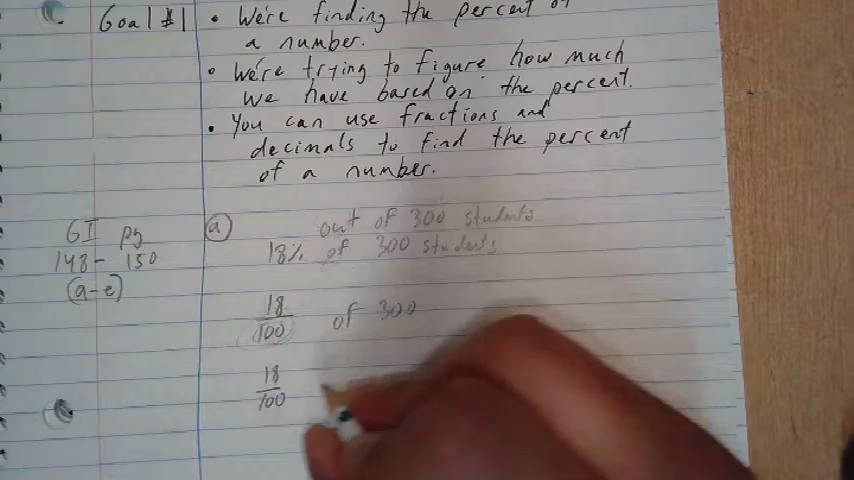 Goal #1 • We're finding the percent of
a number.
• We're trying to figure how much
we have based on the percent.
• You can use fractions and
decimals to find the percent
of a number.
GI pg
148 - 150
(a-e)
(a) out of 300 students
18% of 300 students
18/100 of 300
18/100